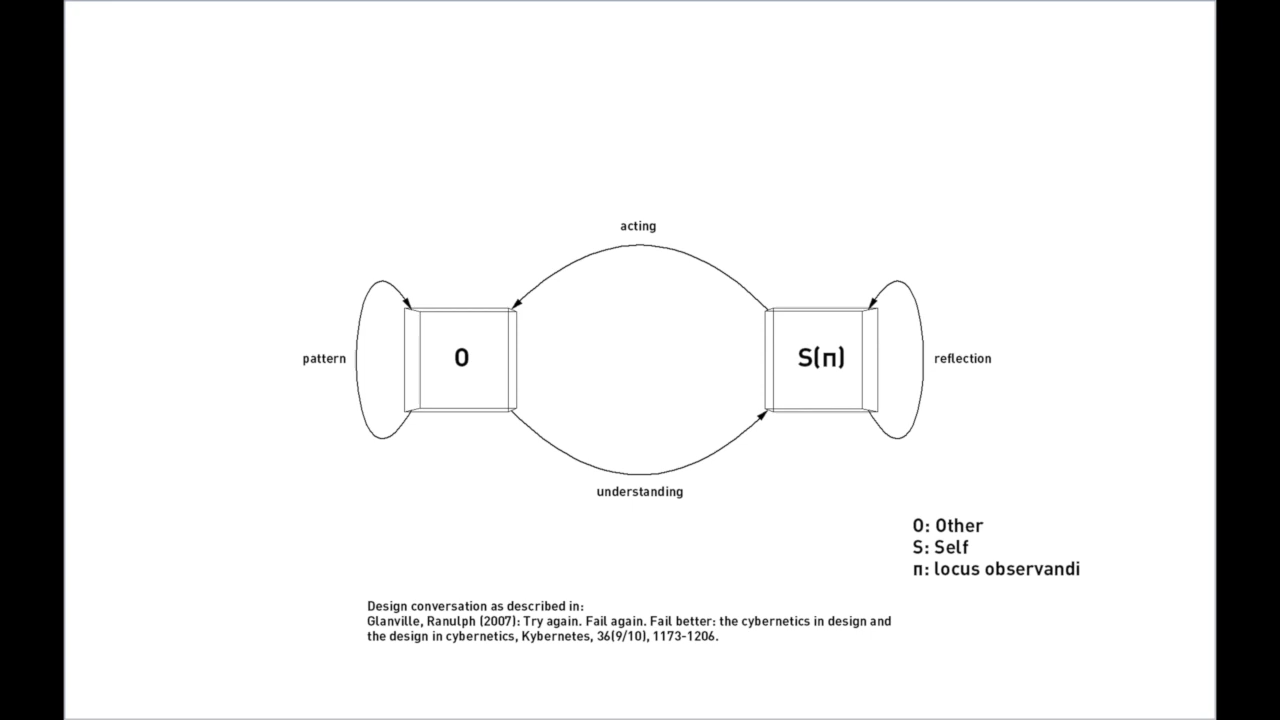 acting
pattern
O
S(π)
reflection
understanding
O: Other
S: Self
π: locus observandi
Design conversation as described in:
Glanville, Ranulph (2007): Try again. Fail again. Fail better: the cybernetics in design and
the design in cybernetics, Kybernetes, 36(9/10), 1173-1206.